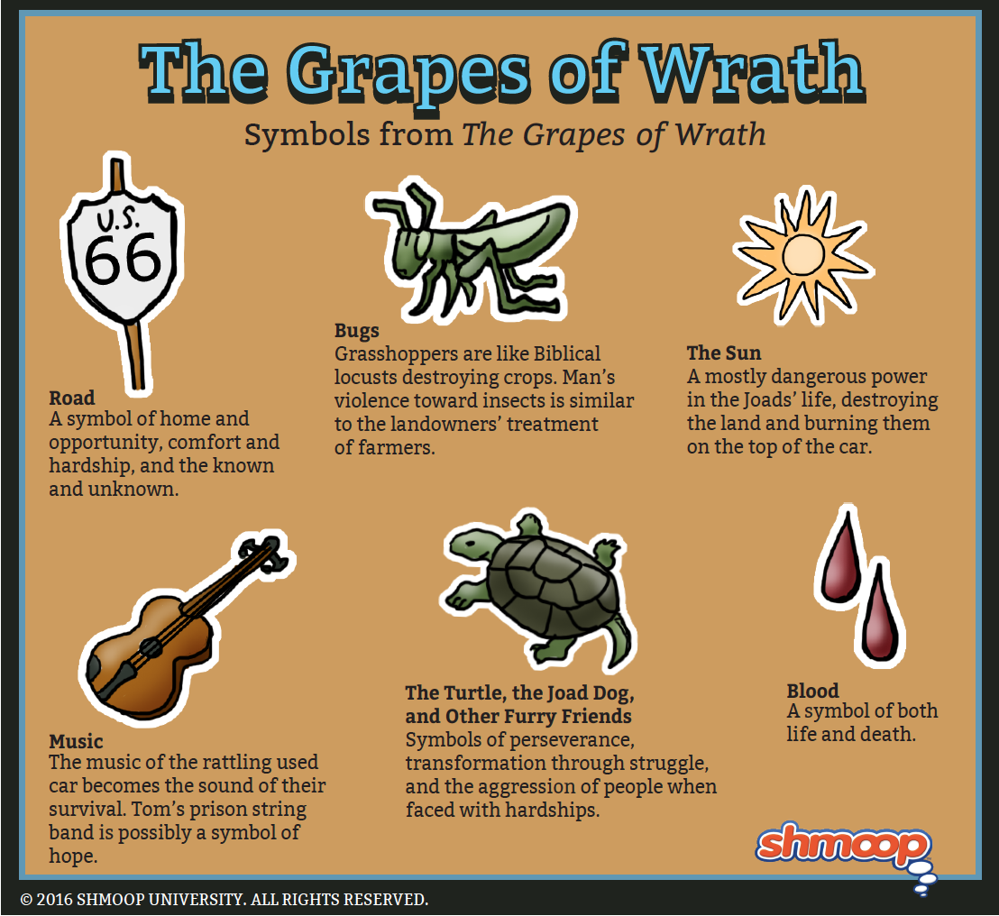 The Grapes of Wrath
Symbols from The Grapes of Wrath
U.S.
66
Road
A symbol of home and
opportunity, comfort and
hardship, and the known
and unknown.
Bugs
Grasshoppers are like Biblical
locusts destroying crops. Man's
violence toward insects is similar
to the landowners' treatment
of farmers.
The Sun
A mostly dangerous power
in the Joads' life, destroying
the land and burning them
on the top of the car.
Music
The music of the rattling used
car becomes the sound of their
survival. Tom's prison string
band is possibly a symbol of
hope.
The Turtle, the Joad Dog,
and Other Furry Friends
Symbols of perseverance,
transformation through struggle,
and the aggression of people when
faced with hardships.
Blood
A symbol of both
life and death.
shmoop
© 2016 SHMOOP UNIVERSITY. ALL RIGHTS RESERVED.